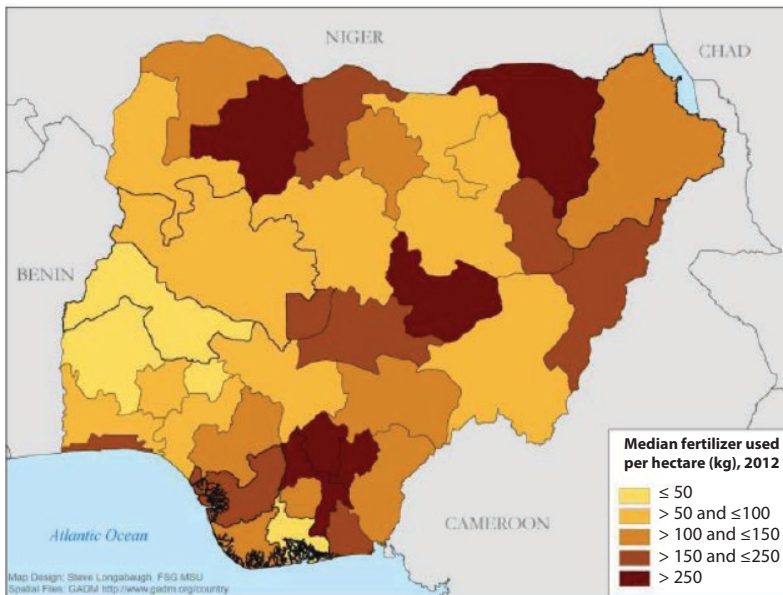 NIGER
CHAD
BENIN
Median fertilizer used
per hectare (kg), 2012
≤ 50
> 50 and ≤100
> 100 and ≤150
> 150 and ≤250
> 250
Atlantic Ocean
CAMEROON
Map Design: Steve Longabaugh, FSG MSU
Spatial Files: GADM http://www.gadm.org/country